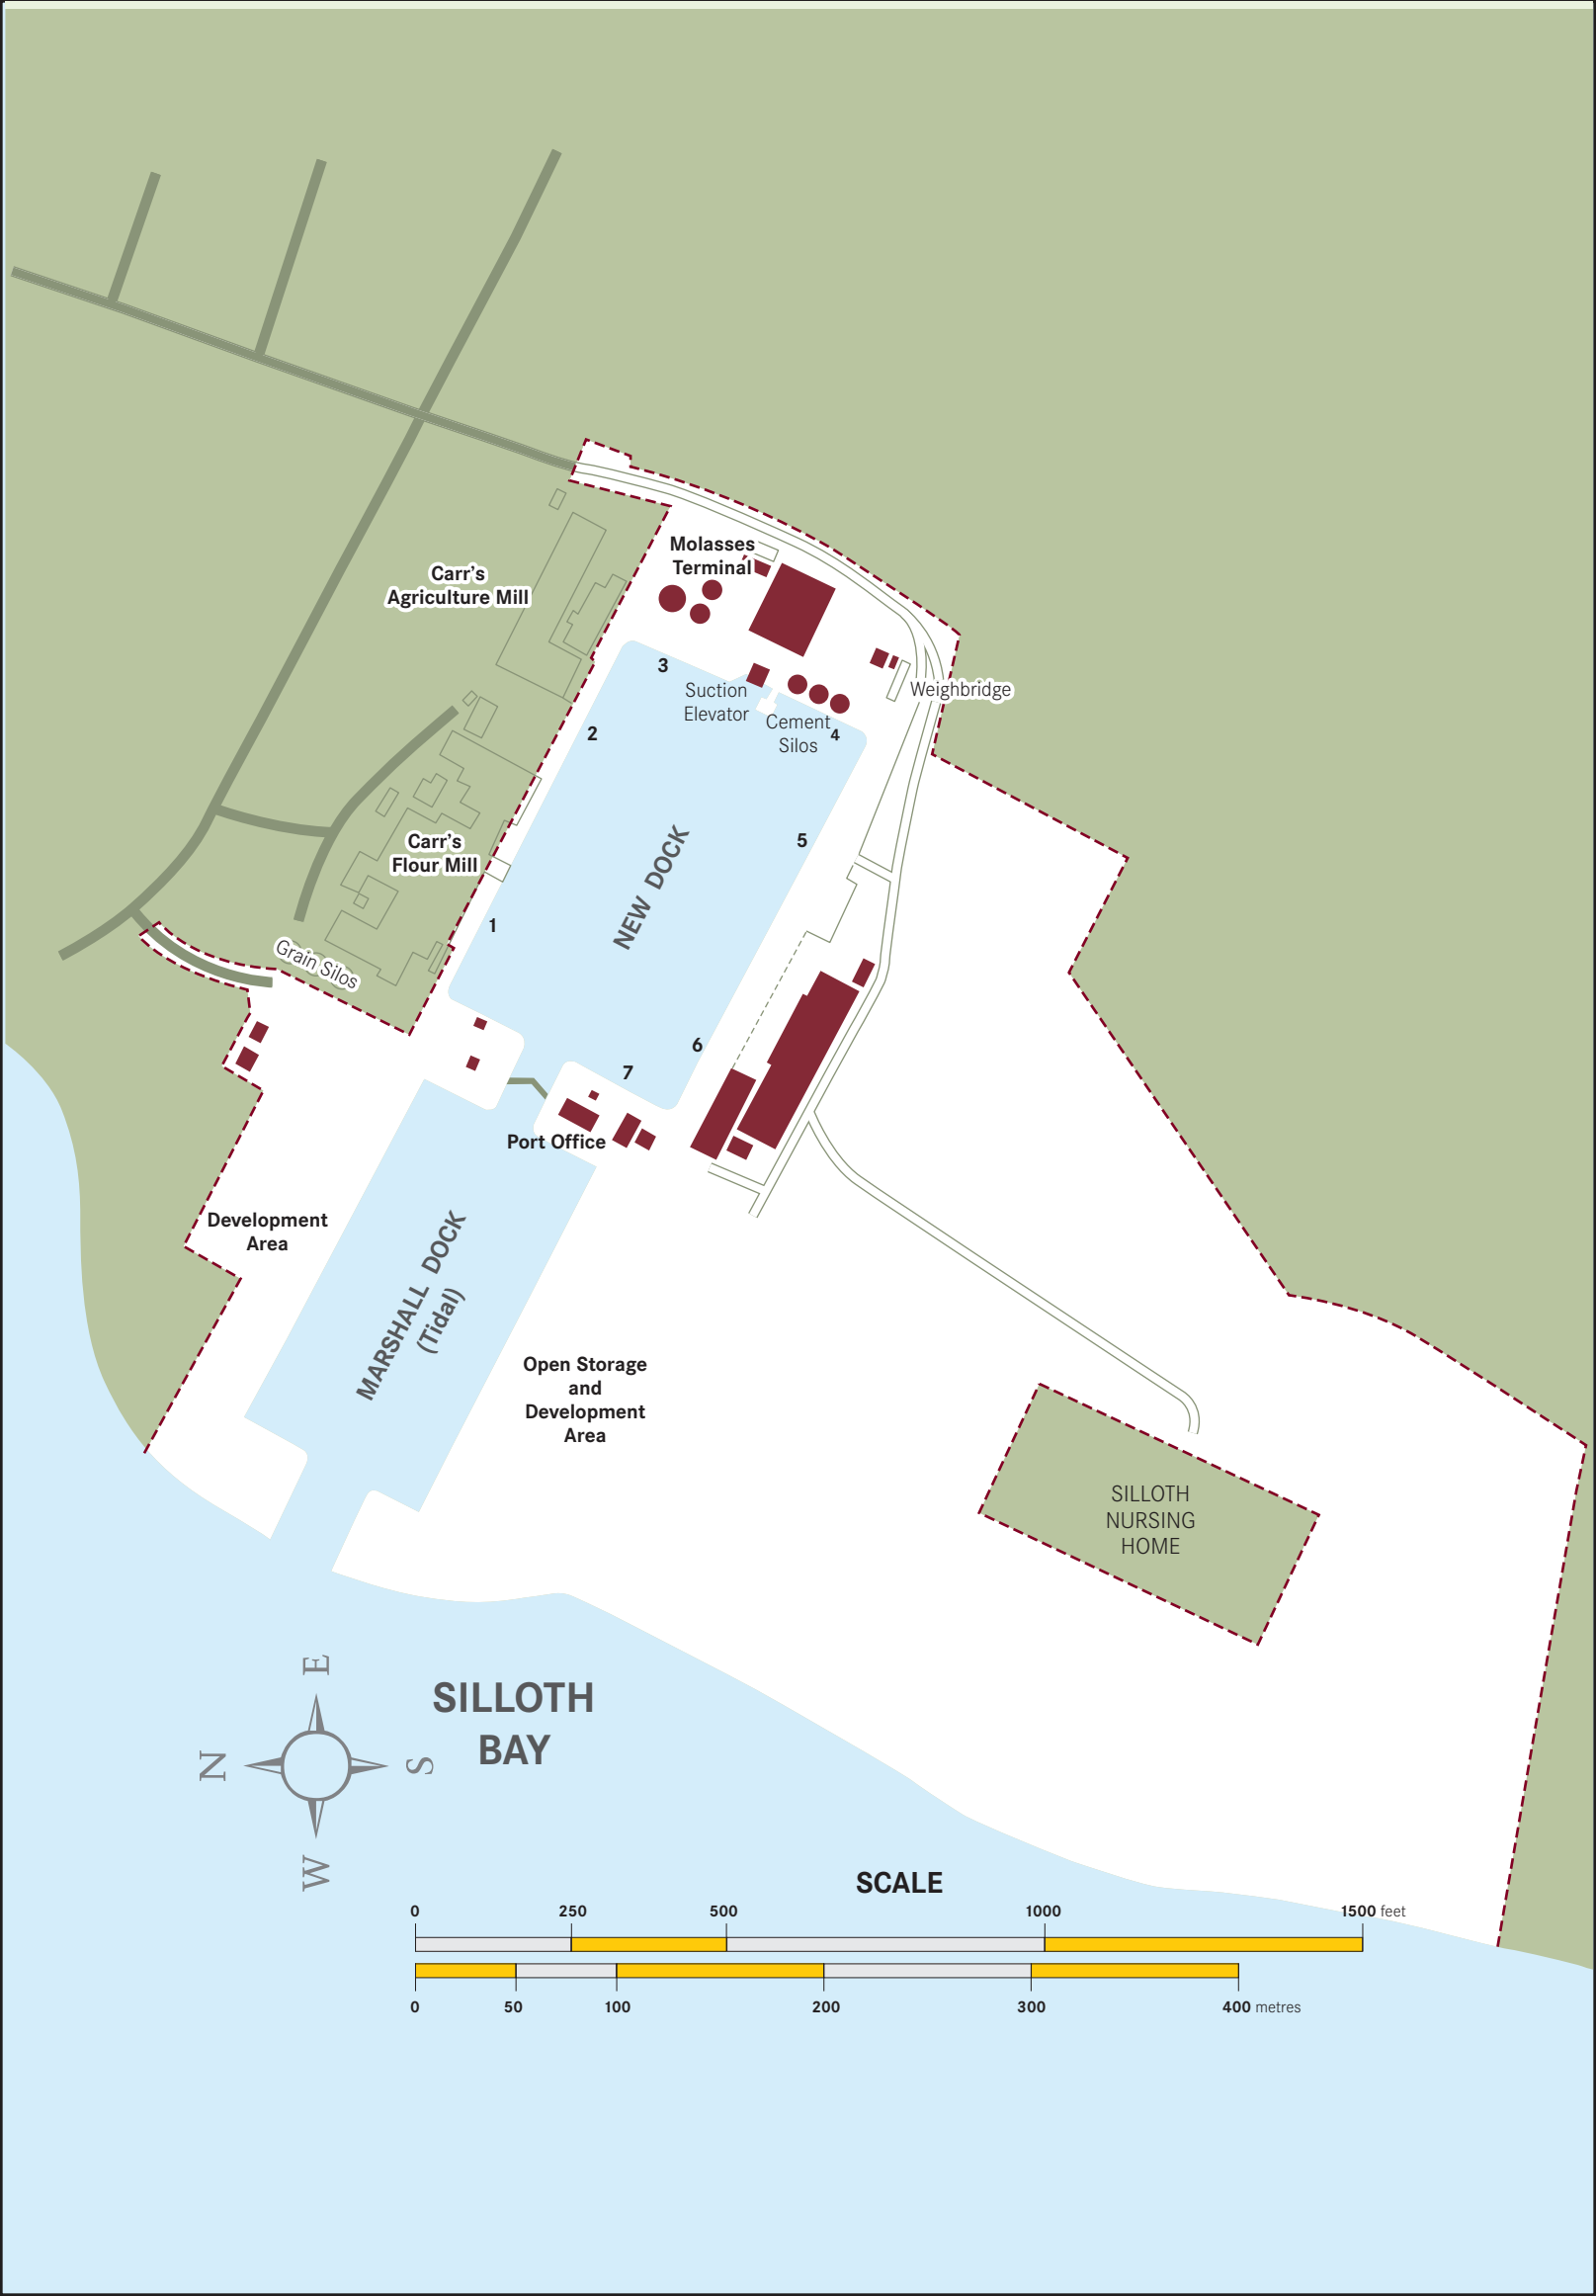 Molasses
Terminal
Carr's
Agriculture Mill
3
Suction
Elevator
Weighbridge
Cement
Silos
4
2
5
Carr's
Flour Mill
NEW DOCK
1
Grain Silos
6
7
Port Office
Development
Area
MARSHALL DOCK
(Tidal)
Open Storage
and
Development
Area
SILLOTH
NURSING
HOME
E
N
S
W
SILLOTH
BAY
SCALE
0 250 500 1000 1500 feet
0 50 100 200 300 400 metres